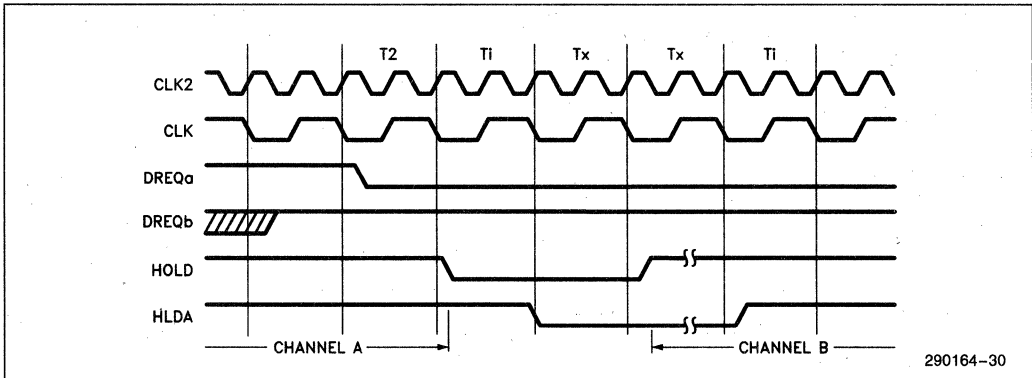 T2 Ti Tx Tx Ti
CLK2
CLK
DREQa
DREQb
HOLD
HLDA
CHANNEL A CHANNEL B
290164-30